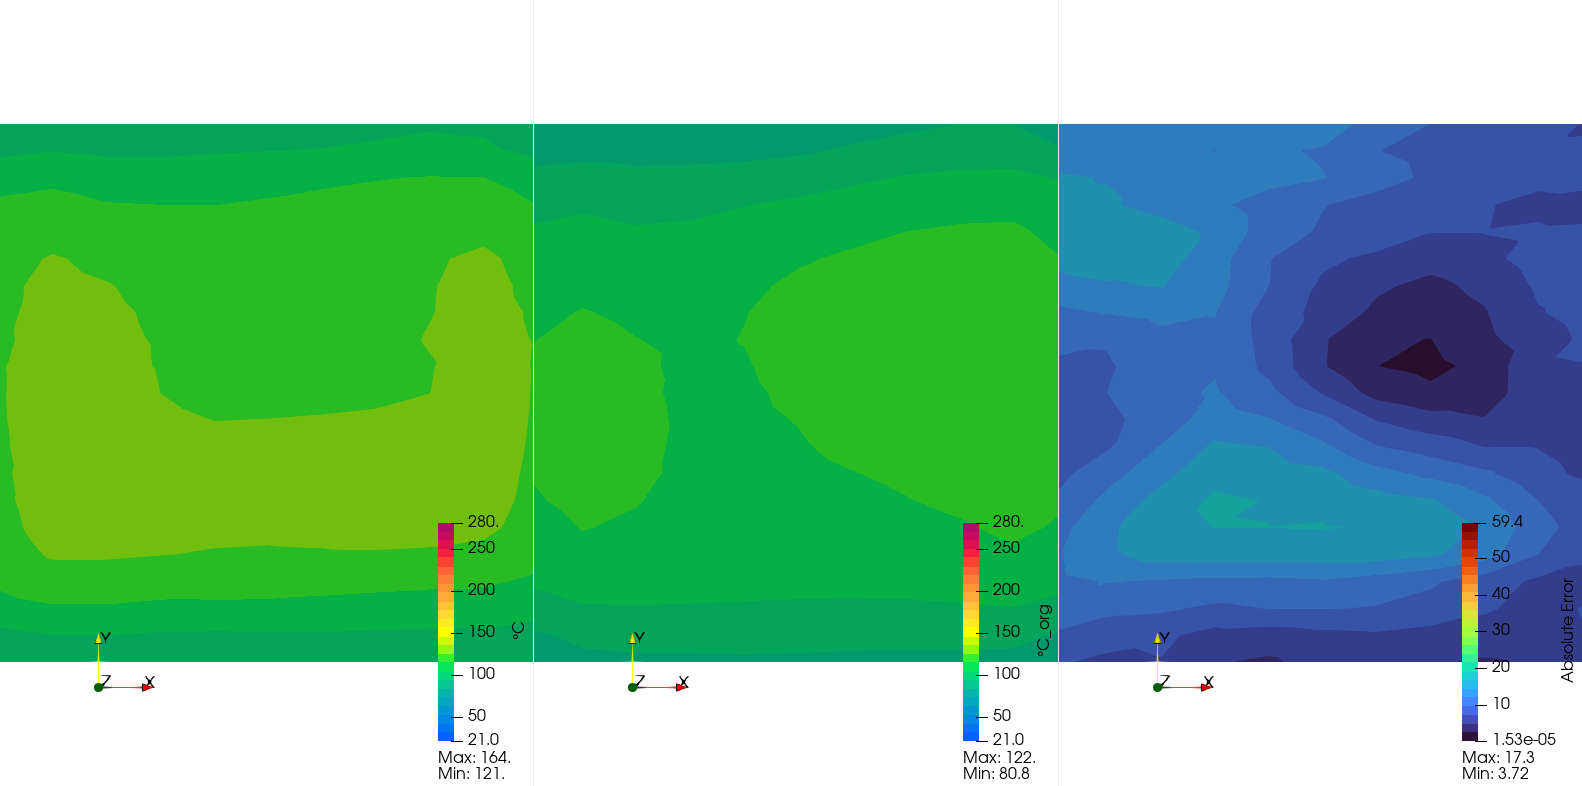 280.
250
200
150
100
50
21.0
°C
Max: 164.
Min: 121.
Y
Z
X
280.
250
200
150
100
50
21.0
°C_org
Max: 122.
Min: 80.8
Y
Z
X
59.4
50
40
30
20
10
1.53e-05
Absolute Error
Max: 17.3
Min: 3.72
Y
Z
X